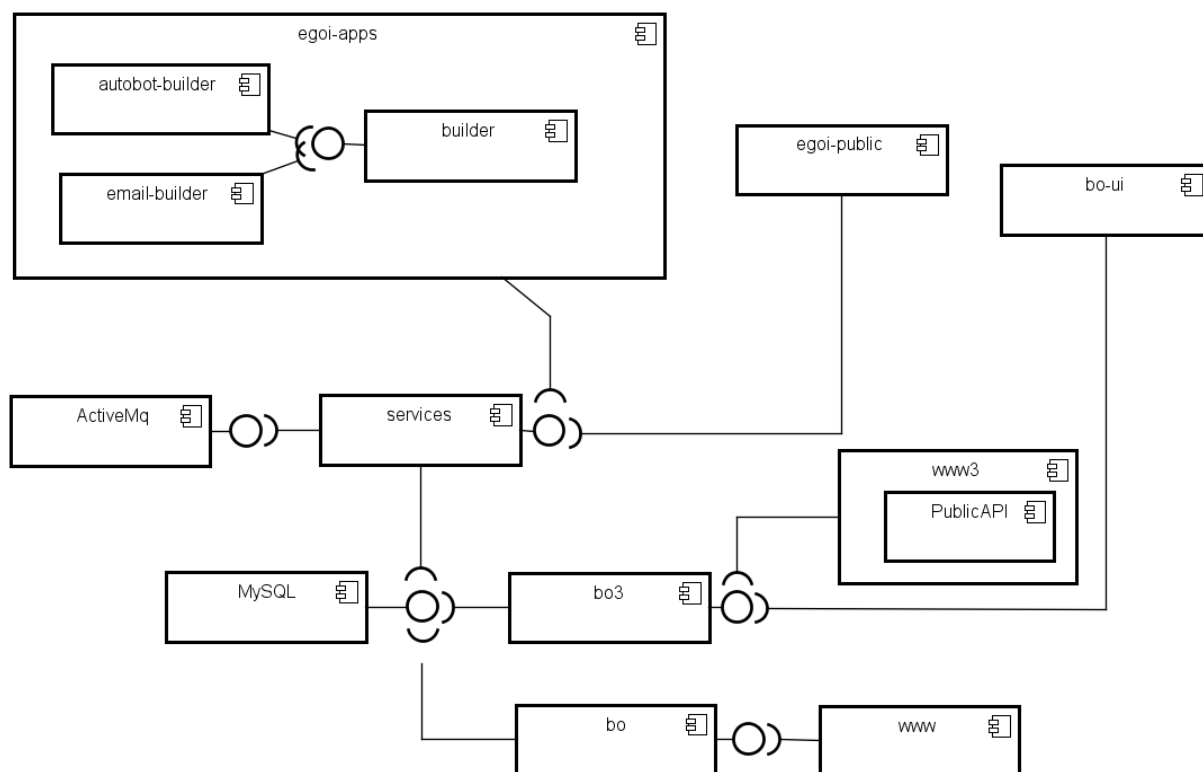 egoi-apps
autobot-builder
builder
email-builder
egoi-public
bo-ui
ActiveMq
services
www3
PublicAPI
MySQL
bo3
bo
www